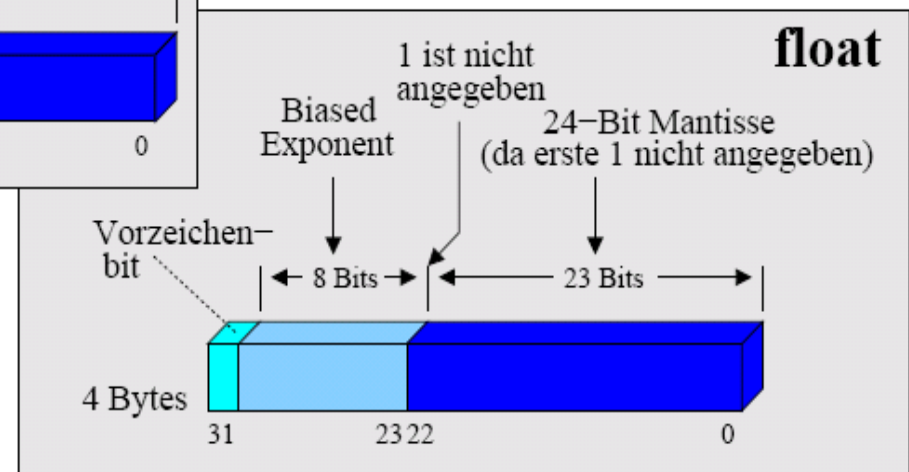 0
float
1 ist nicht
angegeben
Biased
Exponent
24−Bit Mantisse
(da erste 1 nicht angegeben)
Vorzeichen−
bit
8 Bits
23 Bits
4 Bytes
31
23 22
0